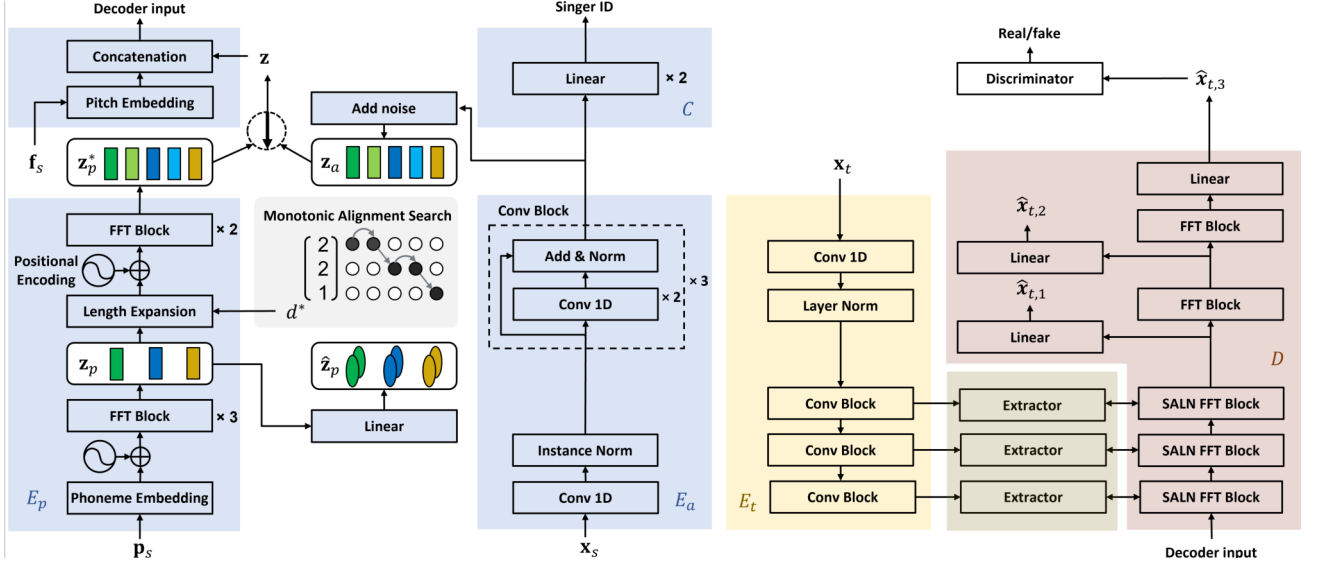 Decoder input
Concatenation
z
Pitch Embedding
f_s
z_p^*
FFT Block
× 2
Positional
Encoding
Length Expansion
z_p
FFT Block
× 3
Phoneme Embedding
E_p
p_s
Add noise
z_a
Monotonic Alignment Search
2
2
1
d*
ẑ_p
Linear
Singer ID
Linear
× 2
C
Conv Block
Add & Norm
Conv 1D
× 2
× 3
Instance Norm
Conv 1D
E_a
x_s
x_t
Conv 1D
Layer Norm
Conv Block
Conv Block
Conv Block
E_t
Extractor
Extractor
Extractor
Real/fake
Discriminator
x̂_{t,3}
Linear
FFT Block
x̂_{t,2}
Linear
FFT Block
x̂_{t,1}
Linear
D
SALN FFT Block
SALN FFT Block
SALN FFT Block
Decoder input